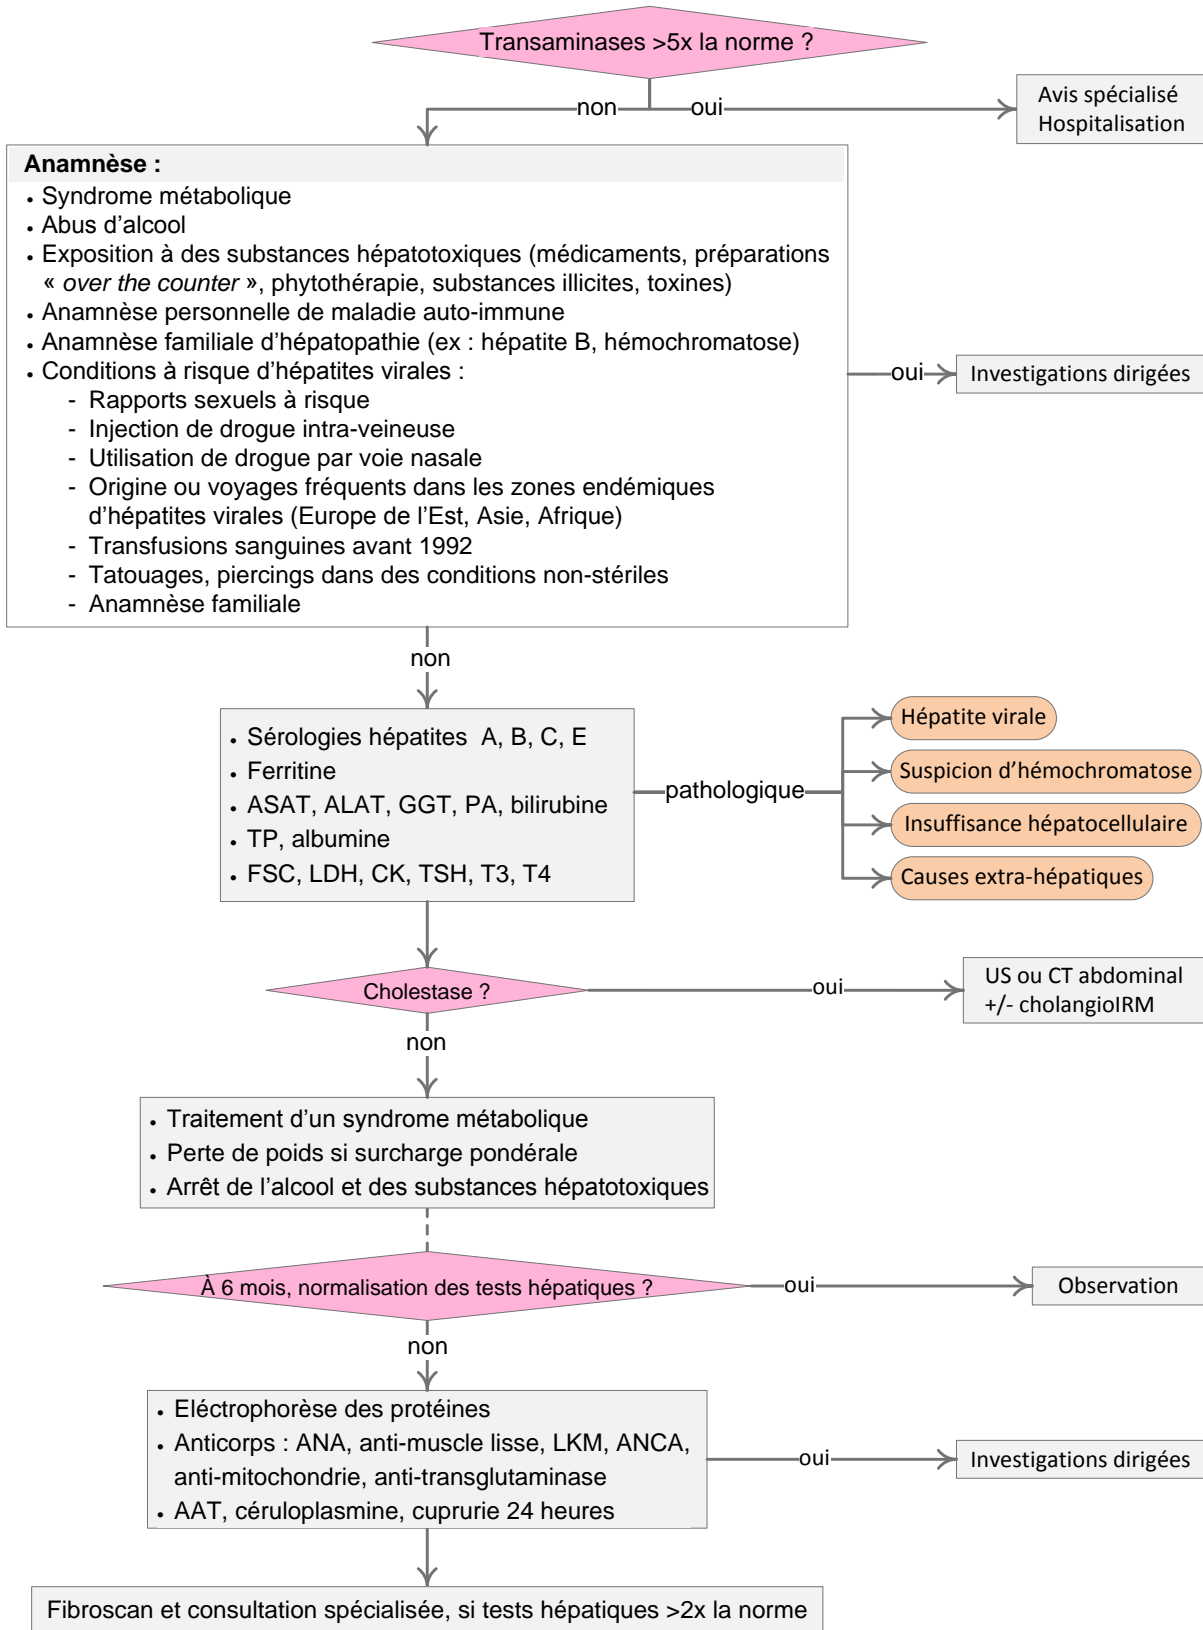 Transaminases >5x la norme ?
non
oui
Avis spécialisé
Hospitalisation
Anamnèse :
• Syndrome métabolique
• Abus d’alcool
• Exposition à des substances hépatotoxiques (médicaments, préparations
« over the counter », phytothérapie, substances illicites, toxines)
• Anamnèse personnelle de maladie auto-immune
• Anamnèse familiale d’hépatopathie (ex : hépatite B, hémochromatose)
• Conditions à risque d’hépatites virales :
- Rapports sexuels à risque
- Injection de drogue intra-veineuse
- Utilisation de drogue par voie nasale
- Origine ou voyages fréquents dans les zones endémiques
d’hépatites virales (Europe de l’Est, Asie, Afrique)
- Transfusions sanguines avant 1992
- Tatouages, piercings dans des conditions non-stériles
- Anamnèse familiale
oui
Investigations dirigées
non
• Sérologies hépatites A, B, C, E
• Ferritine
• ASAT, ALAT, GGT, PA, bilirubine
• TP, albumine
• FSC, LDH, CK, TSH, T3, T4
pathologique
Hépatite virale
Suspicion d’hémochromatose
Insuffisance hépatocellulaire
Causes extra-hépatiques
Cholestase ?
oui
US ou CT abdominal
+/- cholangioIRM
non
• Traitement d’un syndrome métabolique
• Perte de poids si surcharge pondérale
• Arrêt de l’alcool et des substances hépatotoxiques
À 6 mois, normalisation des tests hépatiques ?
oui
Observation
non
• Eléctrophorèse des protéines
• Anticorps : ANA, anti-muscle lisse, LKM, ANCA,
anti-mitochondrie, anti-transglutaminase
• AAT, céruloplasmine, cuprurie 24 heures
oui
Investigations dirigées
Fibroscan et consultation spécialisée, si tests hépatiques >2x la norme